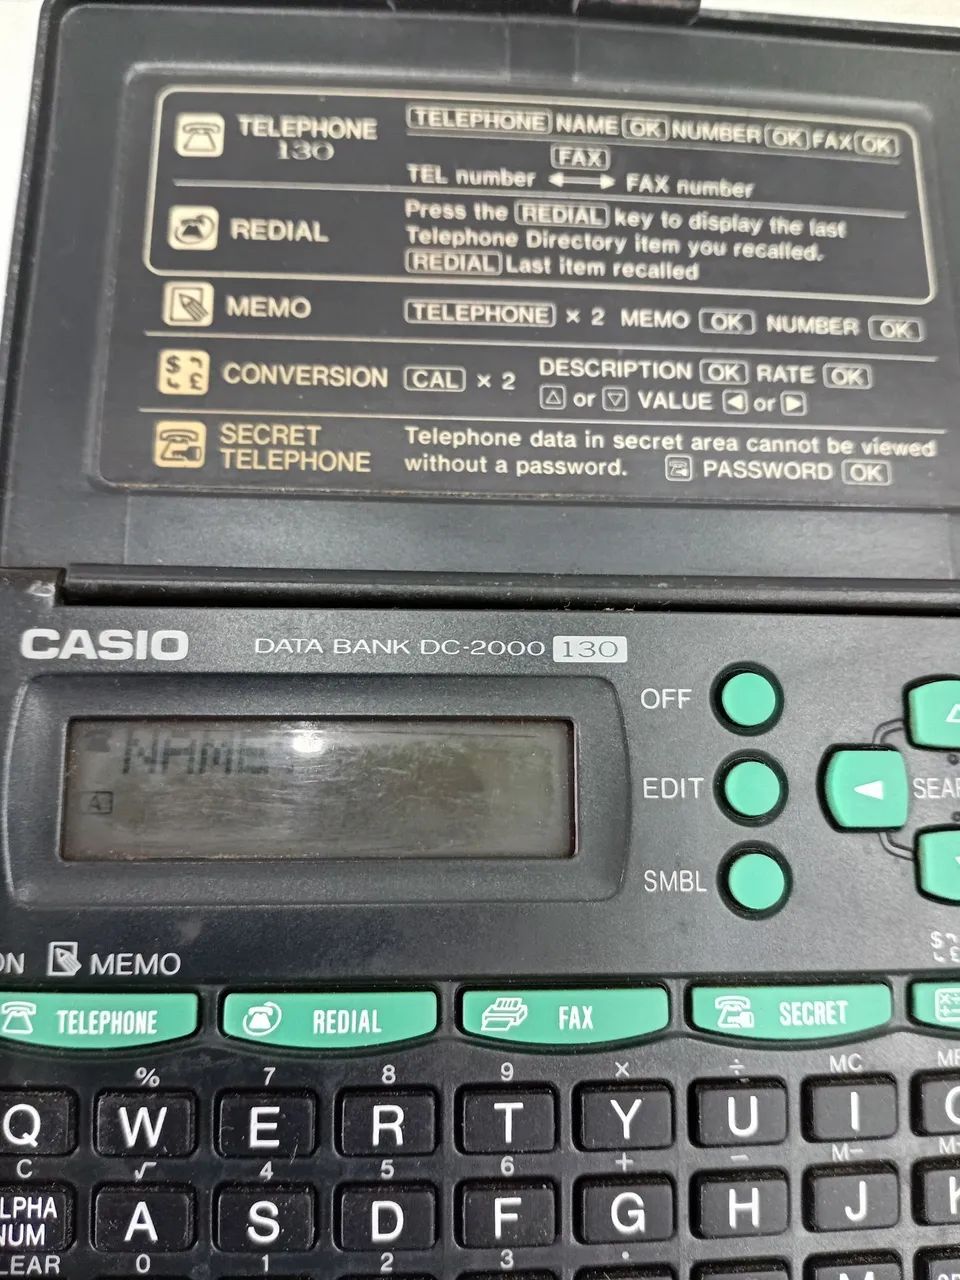 TELEPHONE
130
TELEPHONE NAME OK NUMBER OK FAX OK
FAX
TEL number FAX number
REDIAL
Press the REDIAL key to display the last
Telephone Directory item you recalled.
REDIAL Last item recalled
MEMO
TELEPHONE × 2 MEMO OK NUMBER OK
CONVERSION
CAL × 2 DESCRIPTION OK RATE OK
△ or ▽ VALUE ◀ or ▶
SECRET
TELEPHONE
Telephone data in secret area cannot be viewed
without a password. PASSWORD OK
CASIO
DATA BANK DC-2000 130
NAME
A
OFF
EDIT
SMBL
MEMO
TELEPHONE REDIAL FAX SECRET
% 7 8 9 × ÷ MC
Q W E R T Y U I
C √ 4 5 6 + − M−
A S D F G H J
NUM
0 1 2 3 .